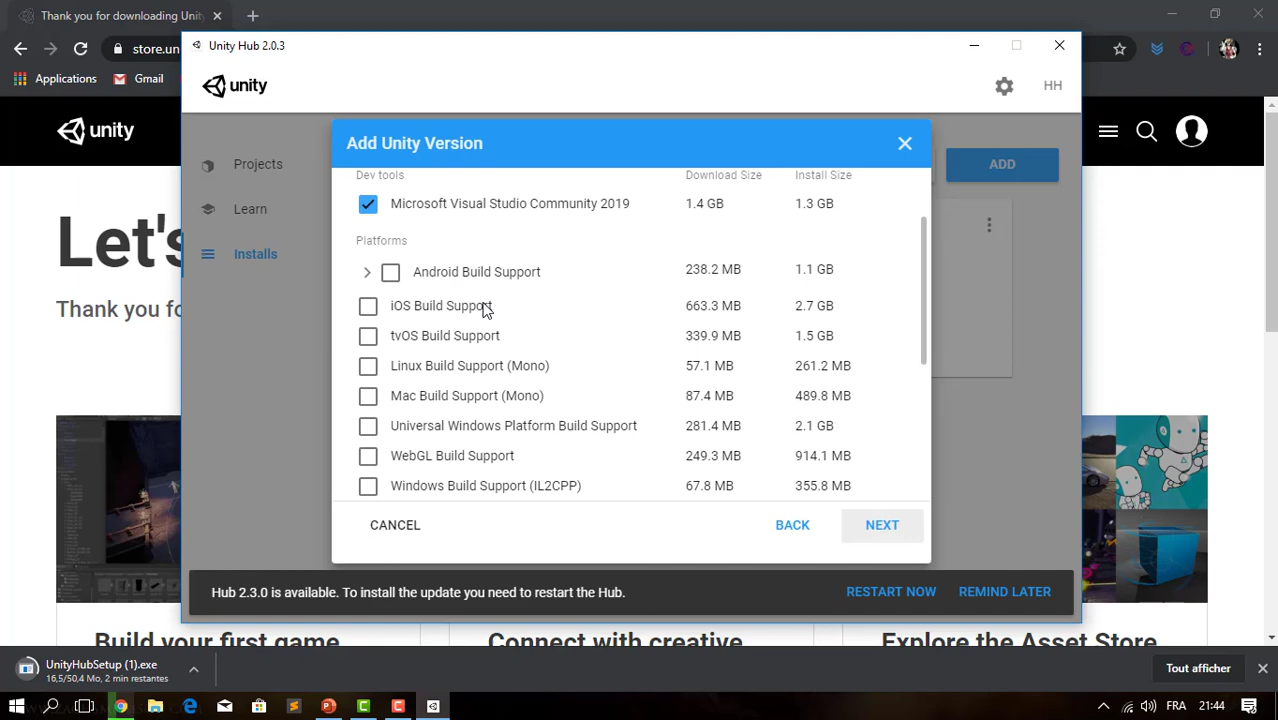 Thank you for downloading Unity
Unity Hub 2.0.3
store.un
Applications
Gmail
unity
HH
unity
Add Unity Version
Projects
ADD
Dev tools Download Size Install Size
Microsoft Visual Studio Community 2019 1.4 GB 1.3 GB
Learn
Let's
Platforms
Installs
Android Build Support 238.2 MB 1.1 GB
Thank you fo
iOS Build Support 663.3 MB 2.7 GB
tvOS Build Support 339.9 MB 1.5 GB
Linux Build Support (Mono) 57.1 MB 261.2 MB
Mac Build Support (Mono) 87.4 MB 489.8 MB
Universal Windows Platform Build Support 281.4 MB 2.1 GB
WebGL Build Support 249.3 MB 914.1 MB
Windows Build Support (IL2CPP) 67.8 MB 355.8 MB
CANCEL BACK NEXT
Hub 2.3.0 is available. To install the update you need to restart the Hub. RESTART NOW REMIND LATER
Build your first game Connect with creative Explore the Asset Store
UnityHubSetup (1).exe
16,5/50,4 Mo, 2 min restantes
Tout afficher
FRA 21:44